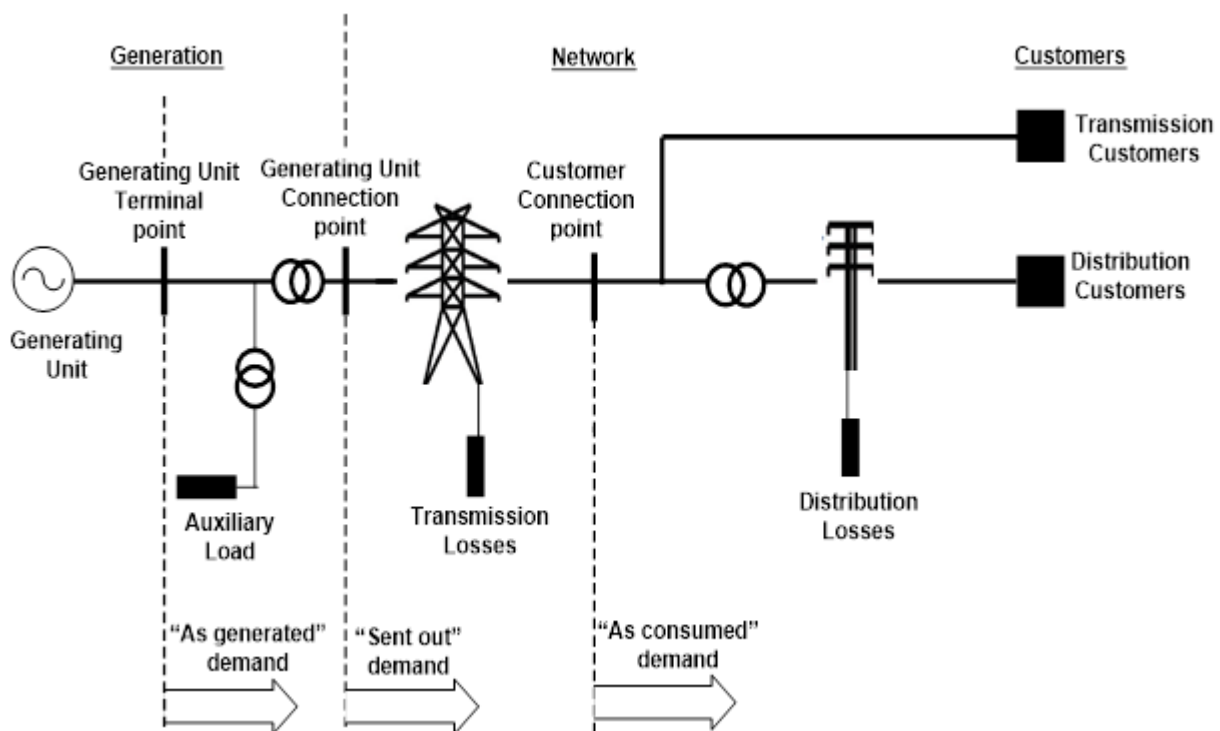 Generation
Network
Customers
Generating Unit
Terminal
point
Generating Unit
Connection
point
Customer
Connection
point
Transmission
Customers
Distribution
Customers
Generating
Unit
Auxiliary
Load
Transmission
Losses
Distribution
Losses
“As generated”
demand
“Sent out”
demand
“As consumed”
demand